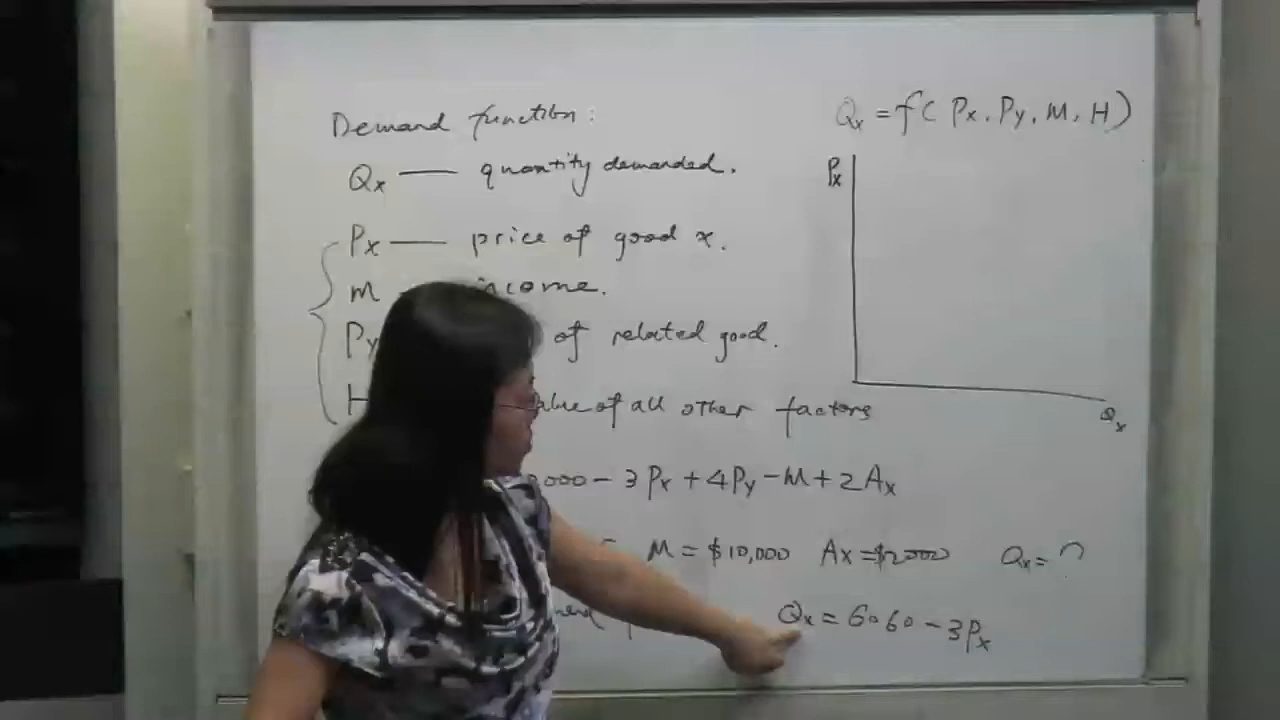 Demand function:
Qx — quantity demanded.
Px — price of good x.
M income.
Py of related good.
H of all other factors
000 - 3Px + 4Py - M + 2Ax
M = $10,000 Ax = $2000 Qx = ?
Qx = 6060 - 3Px
Qx = f( Px, Py, M, H)
Px
Qx